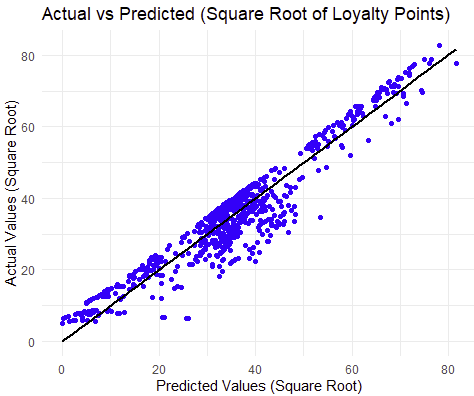 Actual vs Predicted (Square Root of Loyalty Points)
Actual Values (Square Root)
80
60
40
20
0
0 20 40 60 80
Predicted Values (Square Root)